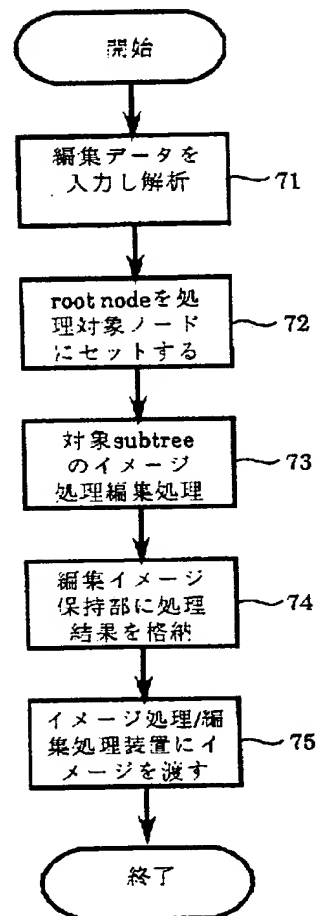 開始
編集データを
入力し解析
71
root nodeを処
理対象ノード
にセットする
72
対象subtree
のイメージ
処理編集処理
73
編集イメージ
保持部に処理
結果を格納
74
イメージ処理/編
集処理装置にイ
メージを渡す
75
終了